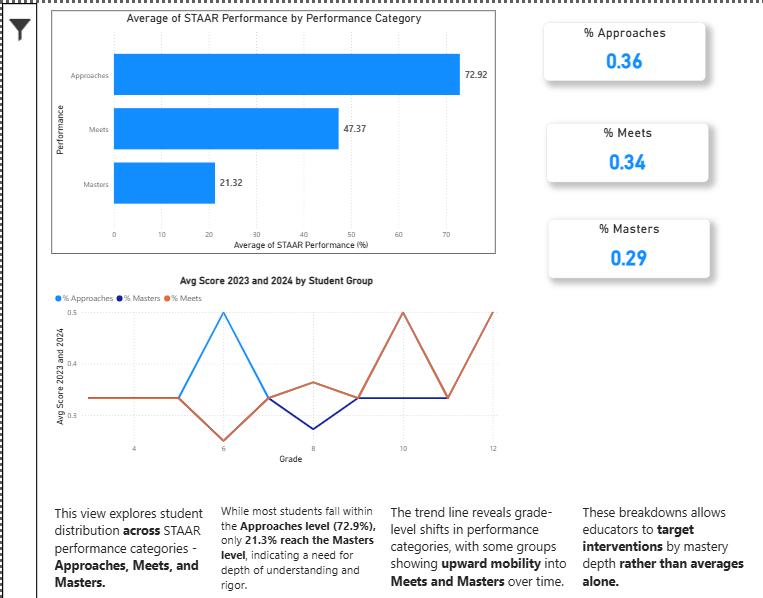 Average of STAAR Performance by Performance Category
Performance
Approaches
72.92
Meets
47.37
Masters
21.32
0 10 20 30 40 50 60 70
Average of STAAR Performance (%)
% Approaches
0.36
% Meets
0.34
% Masters
0.29
Avg Score 2023 and 2024 by Student Group
% Approaches % Masters % Meets
Avg Score 2023 and 2024
0.5
0.4
0.3
4 6 8 10 12
Grade
This view explores student
distribution across STAAR
performance categories -
Approaches, Meets, and
Masters.
While most students fall within
the Approaches level (72.9%),
only 21.3% reach the Masters
level, indicating a need for
depth of understanding and
rigor.
The trend line reveals grade-
level shifts in performance
categories, with some groups
showing upward mobility into
Meets and Masters over time.
These breakdowns allows
educators to target
interventions by mastery
depth rather than averages
alone.